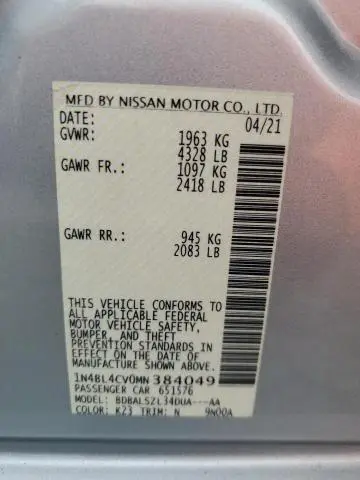 MFD BY NISSAN MOTOR CO., LTD.
DATE: 04/21
GVWR: 1963 KG
4328 LB
GAWR FR.: 1097 KG
2418 LB
GAWR RR.: 945 KG
2083 LB
THIS VEHICLE CONFORMS TO
ALL APPLICABLE FEDERAL
MOTOR VEHICLE SAFETY,
BUMPER, AND THEFT
PREVENTION STANDARDS
IN EFFECT ON THE DATE OF
MANUFACTURE SHOWN ABOVE.
1N4BL4CV0MN384049
PASSENGER CAR 651576
MODEL: BDBALSZL34DUA---AA
COLOR: K23 TRIM: N 9N00A